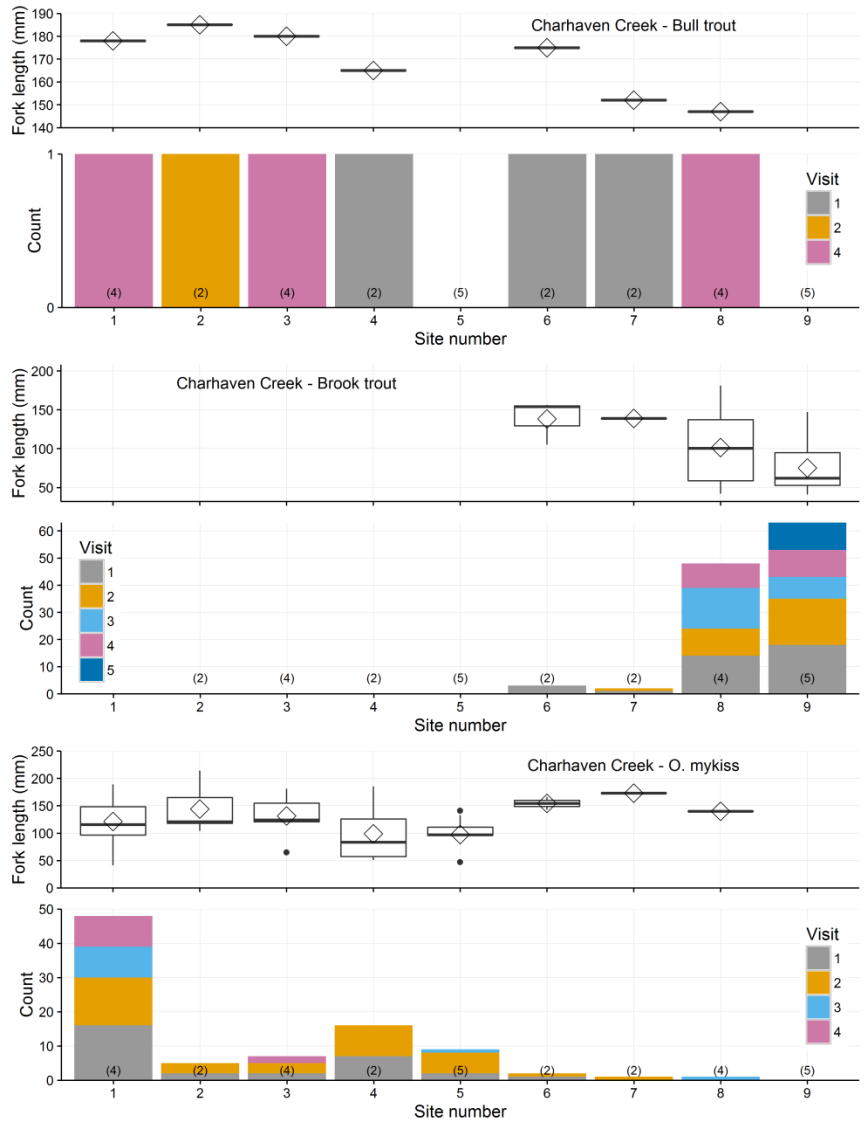 Charhaven Creek - Bull trout
Fork length (mm)
190
180
170
160
150
140
Count
1
0
Visit
1
2
4
(4) (2) (4) (2) (5) (2) (2) (4) (5)
1 2 3 4 5 6 7 8 9
Site number
Charhaven Creek - Brook trout
Fork length (mm)
200
150
100
50
Count
60
50
40
30
20
10
0
Visit
1
2
3
4
5
(2) (4) (2) (5) (2) (2) (4) (5)
1 2 3 4 5 6 7 8 9
Site number
Charhaven Creek - O. mykiss
Fork length (mm)
250
200
150
100
50
0
Count
50
40
30
20
10
0
Visit
1
2
3
4
(4) (2) (4) (2) (5) (2) (2) (4) (5)
1 2 3 4 5 6 7 8 9
Site number